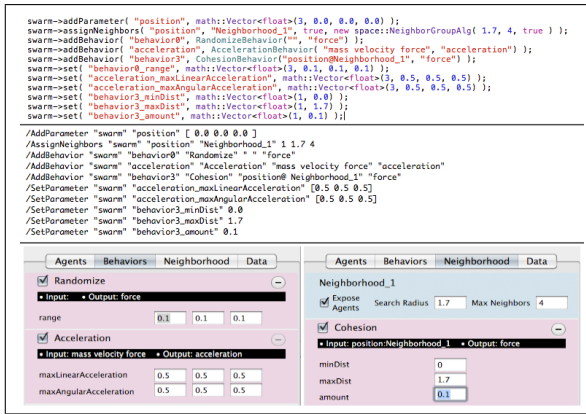 swarm->addParameter( "position", math::Vector<float>(3, 0.0, 0.0, 0.0) );
swarm->assignNeighbors( "position", "Neighborhood_1", true, new space::NeighborGroupAlg( 1.7, 4, true ) );
swarm->addBehavior( "behavior0", RandomizeBehavior("", "force") );
swarm->addBehavior( "acceleration", AccelerationBehavior( "mass velocity force", "acceleration") );
swarm->addBehavior( "behavior3", CohesionBehavior("position@Neighborhood_1", "force") );
swarm->set( "behavior0_range", math::Vector<float>(3, 0.1, 0.1, 0.1) );
swarm->set( "acceleration_maxLinearAcceleration", math::Vector<float>(3, 0.5, 0.5, 0.5) );
swarm->set( "acceleration_maxAngularAcceleration", math::Vector<float>(3, 0.5, 0.5, 0.5) );
swarm->set( "behavior3_minDist", math::Vector<float>(1, 0.0) );
swarm->set( "behavior3_maxDist", math::Vector<float>(1, 1.7) );
swarm->set( "behavior3_amount", math::Vector<float>(1, 0.1) );
/AddParameter "swarm" "position" [ 0.0 0.0 0.0 ]
/AssignNeighbors "swarm" "position" "Neighborhood_1" 1 1.7 4
/AddBehavior "swarm" "behavior0" "Randomize" " " "force"
/AddBehavior "swarm" "acceleration" "Acceleration" "mass velocity force" "acceleration"
/AddBehavior "swarm" "behavior3" "Cohesion" "position@ Neighborhood_1" "force"
/SetParameter "swarm" "acceleration_maxLinearAcceleration" [0.5 0.5 0.5]
/SetParameter "swarm" "acceleration_maxAngularAcceleration" [0.5 0.5 0.5]
/SetParameter "swarm" "behavior3_minDist" 0.0
/SetParameter "swarm" "behavior3_maxDist" 1.7
/SetParameter "swarm" "behavior3_amount" 0.1
Agents Behaviors Neighborhood Data
Randomize
• Input: • Output: force
range 0.1 0.1 0.1
Acceleration
• Input: mass velocity force • Output: acceleration
maxLinearAcceleration 0.5 0.5 0.5
maxAngularAcceleration 0.5 0.5 0.5
Agents Behaviors Neighborhood Data
Neighborhood_1
Expose Agents Search Radius 1.7 Max Neighbors 4
Cohesion
• Input: position:Neighborhood_1 • Output: force
minDist 0
maxDist 1.7
amount 0.1